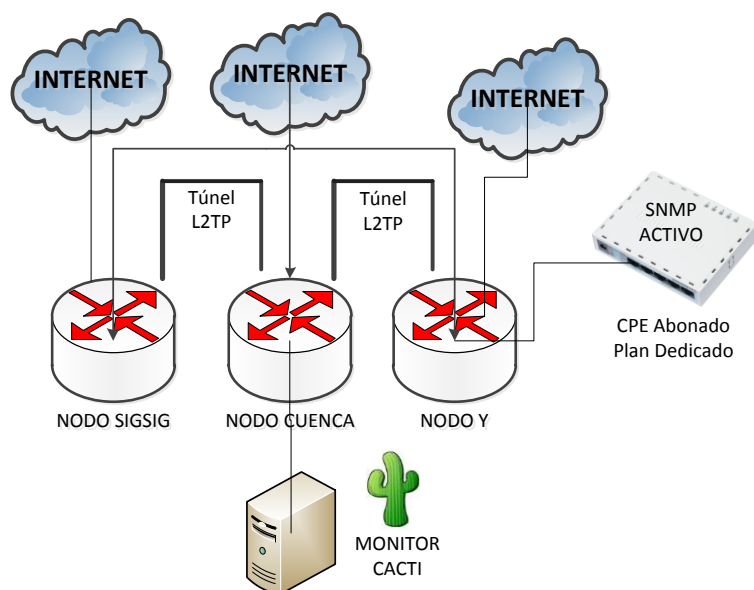 INTERNET
INTERNET
INTERNET
Túnel
L2TP
Túnel
L2TP
SNMP
ACTIVO
CPE Abonado
Plan Dedicado
NODO SIGSIG
NODO CUENCA
NODO Y
MONITOR
CACTI